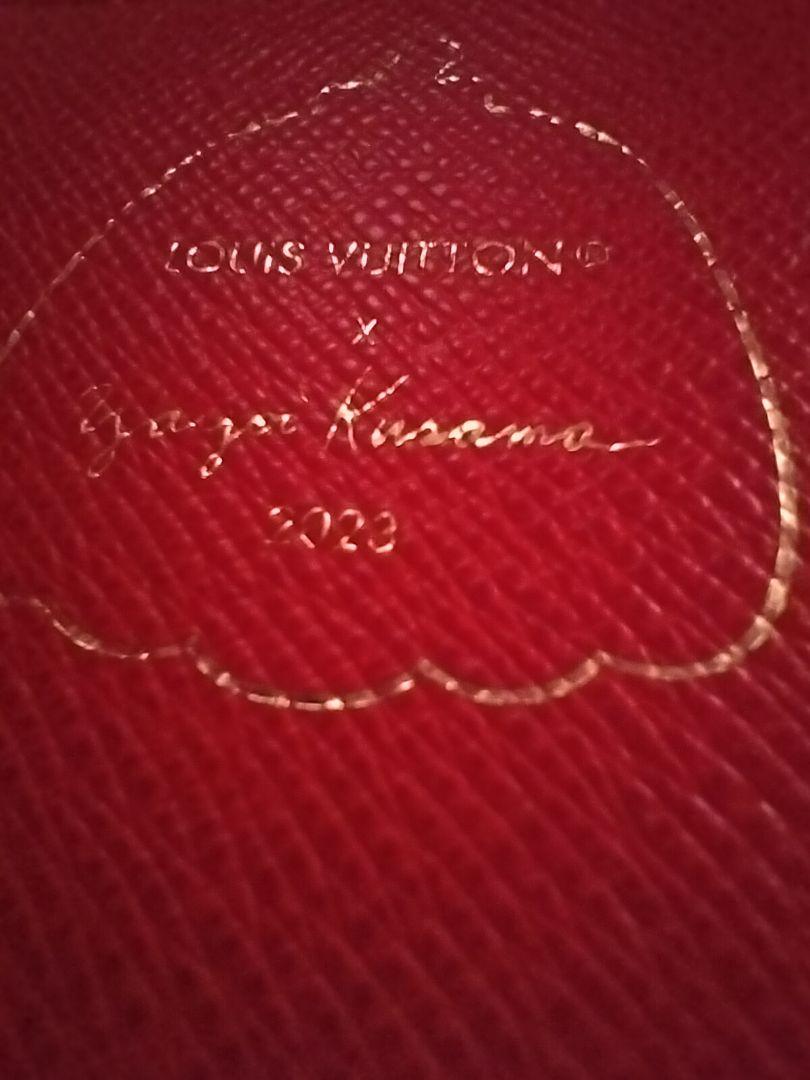 LOUIS VUITTON®
x
Yayoi Kusama
2023